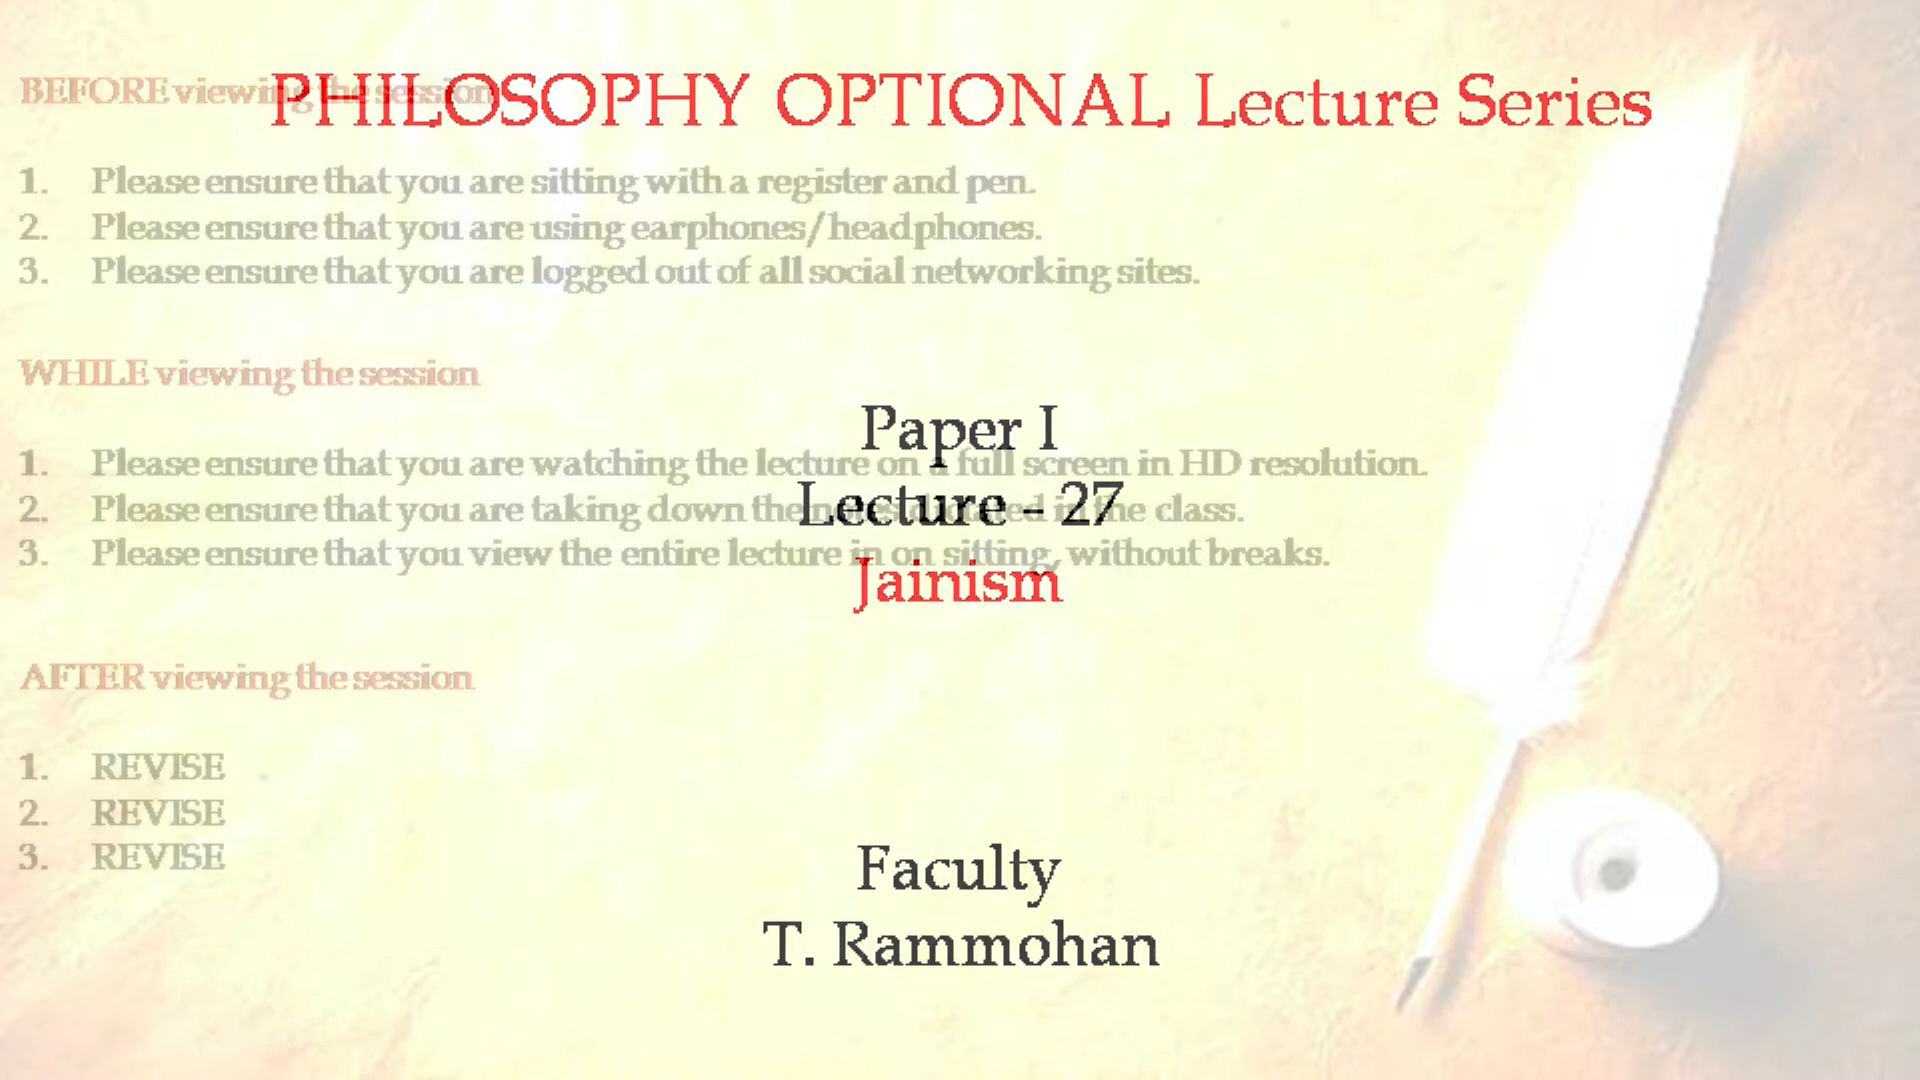 PHILOSOPHY OPTIONAL Lecture Series
BEFORE viewing the session
1. Please ensure that you are sitting with a register and pen.
2. Please ensure that you are using earphones/headphones.
3. Please ensure that you are logged out of all social networking sites.
WHILE viewing the session
Paper I
1. Please ensure that you are watching the lecture on a full screen in HD resolution.
Lecture - 27
2. Please ensure that you are taking down the in the class.
3. Please ensure that you view the entire lecture in on sitting, without breaks.
Jainism
AFTER viewing the session
1. REVISE
2. REVISE
3. REVISE
Faculty
T. Rammohan